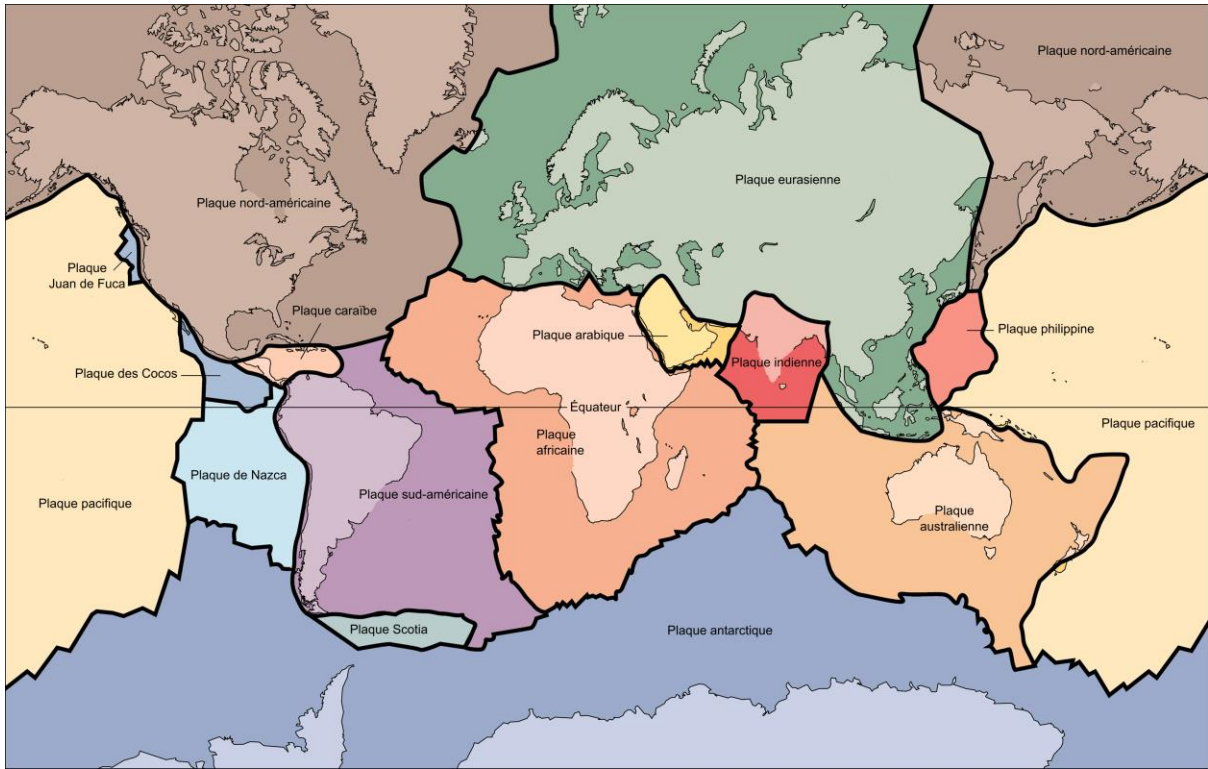 Plaque nord-américaine
Plaque eurasienne
Plaque nord-américaine
Plaque
Juan de Fuca
Plaque caraïbe
Plaque arabique
Plaque philippine
Plaque indienne
Plaque des Cocos
Équateur
Plaque pacifique
Plaque
africaine
Plaque de Nazca
Plaque sud-américaine
Plaque pacifique
Plaque
australienne
Plaque Scotia
Plaque antarctique